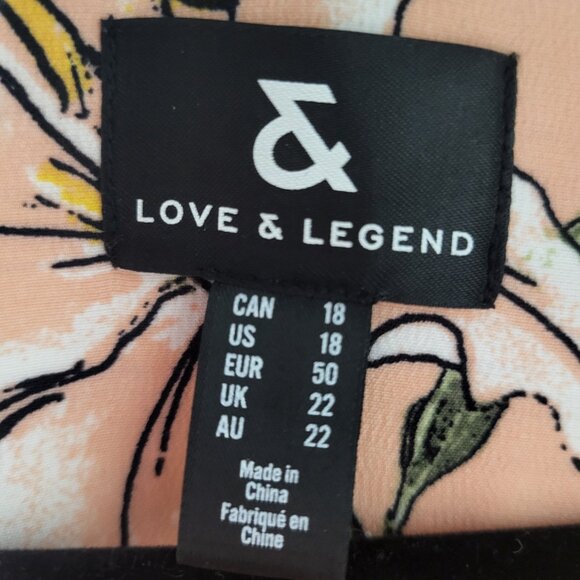 &
LOVE & LEGEND
CAN 18
US 18
EUR 50
UK 22
AU 22
Made in
China
Fabriqué en
Chine